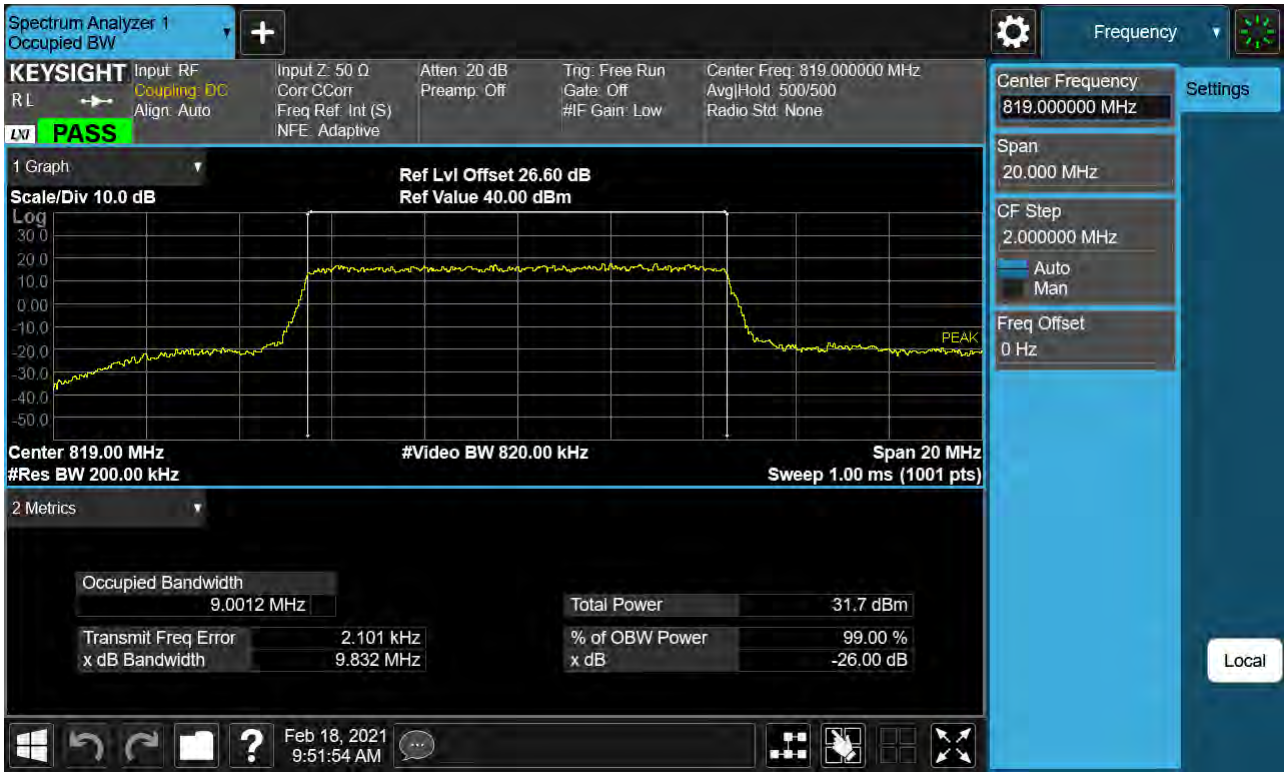 Spectrum Analyzer 1
Occupied BW
+
Frequency
KEYSIGHT
R L
LXI
PASS
Input: RF
Coupling: DC
Align: Auto
Input Z: 50 Ω
Corr CCorr
Freq Ref: Int (S)
NFE: Adaptive
Atten: 20 dB
Preamp: Off
Trig: Free Run
Gate: Off
#IF Gain: Low
Center Freq: 819.000000 MHz
Avg|Hold: 500/500
Radio Std: None
Center Frequency
819.000000 MHz
Settings
Span
20.000 MHz
CF Step
2.000000 MHz
Auto
Man
Freq Offset
0 Hz
Local
1 Graph
Scale/Div 10.0 dB
Ref Lvl Offset 26.60 dB
Ref Value 40.00 dBm
Log
30.0
20.0
10.0
0.00
-10.0
-20.0
-30.0
-40.0
-50.0
PEAK
Center 819.00 MHz
#Video BW 820.00 kHz
Span 20 MHz
#Res BW 200.00 kHz
Sweep 1.00 ms (1001 pts)
2 Metrics
Occupied Bandwidth
9.0012 MHz
Total Power 31.7 dBm
Transmit Freq Error 2.101 kHz
% of OBW Power 99.00 %
x dB Bandwidth 9.832 MHz
x dB -26.00 dB
?
Feb 18, 2021
9:51:54 AM